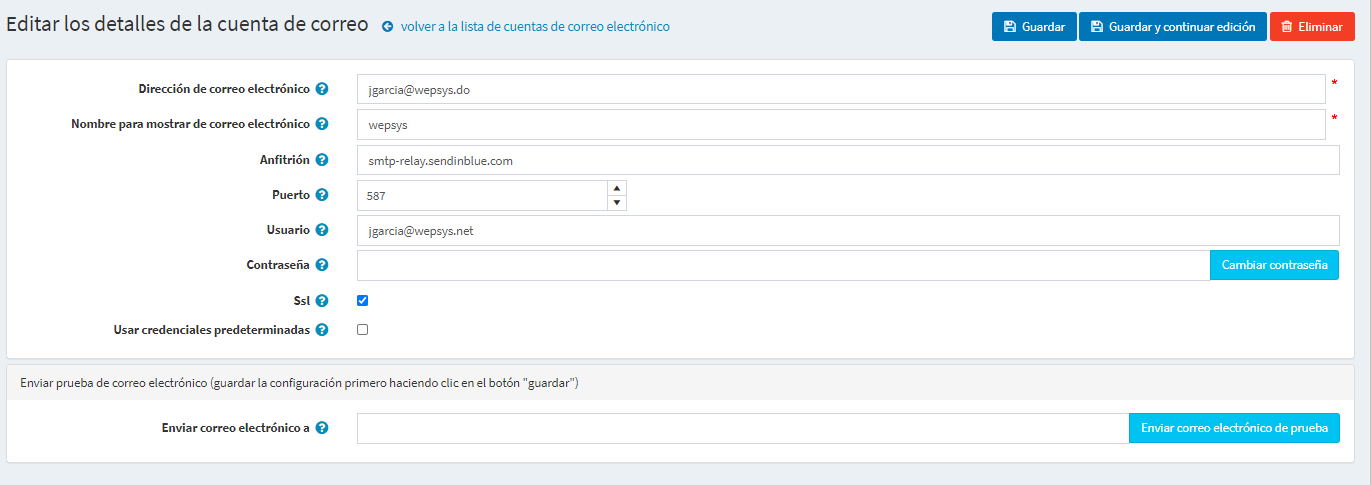 Editar los detalles de la cuenta de correo volver a la lista de cuentas de correo electrónico Guardar Guardar y continuar edición Eliminar
Dirección de correo electrónico jgarcia@wepsys.do *
Nombre para mostrar de correo electrónico wepsys *
Anfitrión smtp-relay.sendinblue.com
Puerto 587
Usuario jgarcia@wepsys.net
Contraseña Cambiar contraseña
Ssl
Usar credenciales predeterminadas
Enviar prueba de correo electrónico (guardar la configuración primero haciendo clic en el botón "guardar")
Enviar correo electrónico a Enviar correo electrónico de prueba